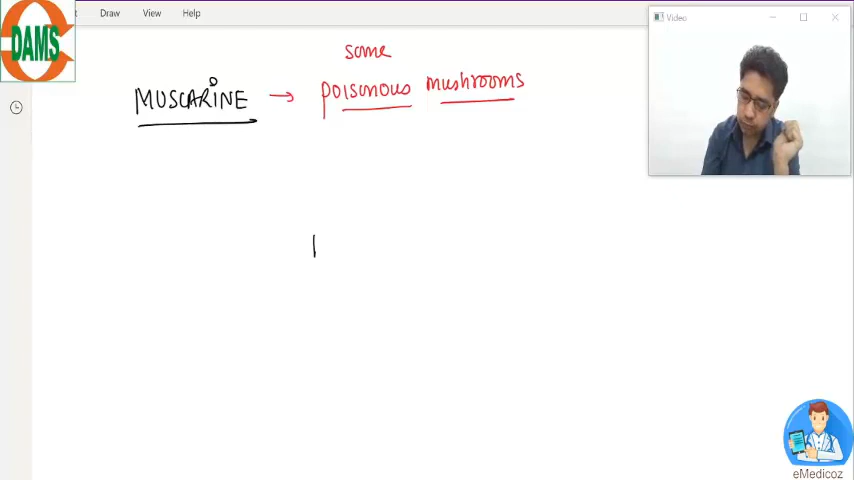 DAMS
Draw View Help
Video
some
MUSCARINE → poisonous mushrooms
eMedicoz